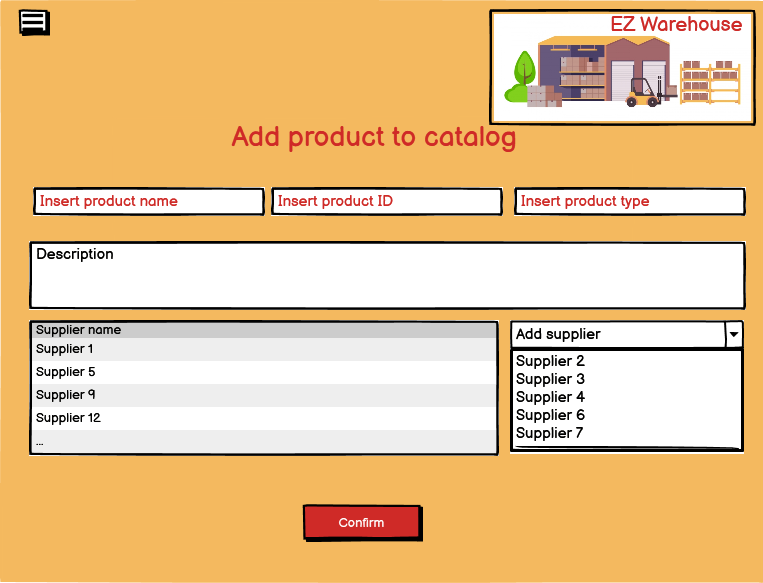 EZ Warehouse
Add product to catalog
Insert product name
Insert product ID
Insert product type
Description
Supplier name
Supplier 1
Supplier 5
Supplier 9
Supplier 12
...
Add supplier
Supplier 2
Supplier 3
Supplier 4
Supplier 6
Supplier 7
Confirm